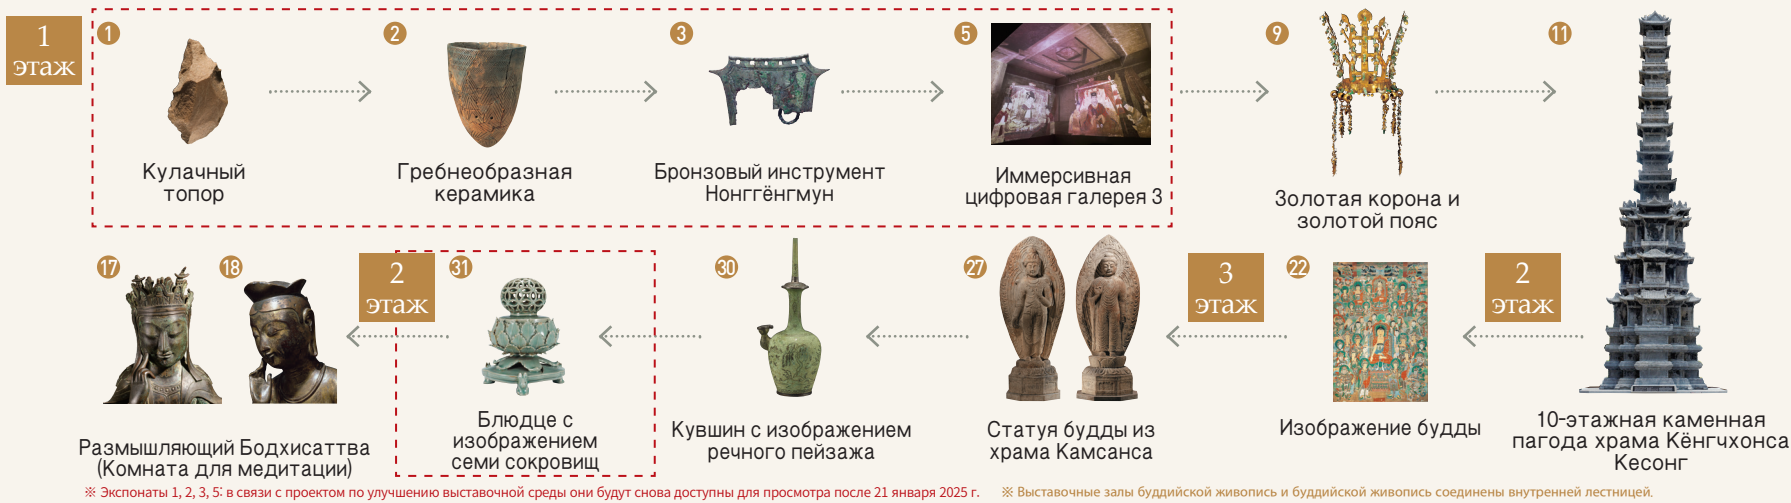 1
этаж
1
Кулачный
топор
2
Гребнеобразная
керамика
3
Бронзовый инструмент
Нонггёнгмун
5
Иммерсивная
цифровая галерея 3
9
Золотая корона и
золотой пояс
11
10-этажная каменная
пагода храма Кёнгчхонса
Кесонг
2
этаж
22
Изображение будды
3
этаж
27
Статуя будды из
храма Камсанса
30
Кувшин с изображением
речного пейзажа
31
Блюдце с
изображением
семи сокровищ
2
этаж
17
18
Размышляющий Бодхисаттва
(Комната для медитации)
※ Экспонаты 1, 2, 3, 5: в связи с проектом по улучшению выставочной среды они будут снова доступны для просмотра после 21 января 2025 г.
※ Выставочные залы буддийской живопись и буддийской живопись соединены внутренней лестницей.